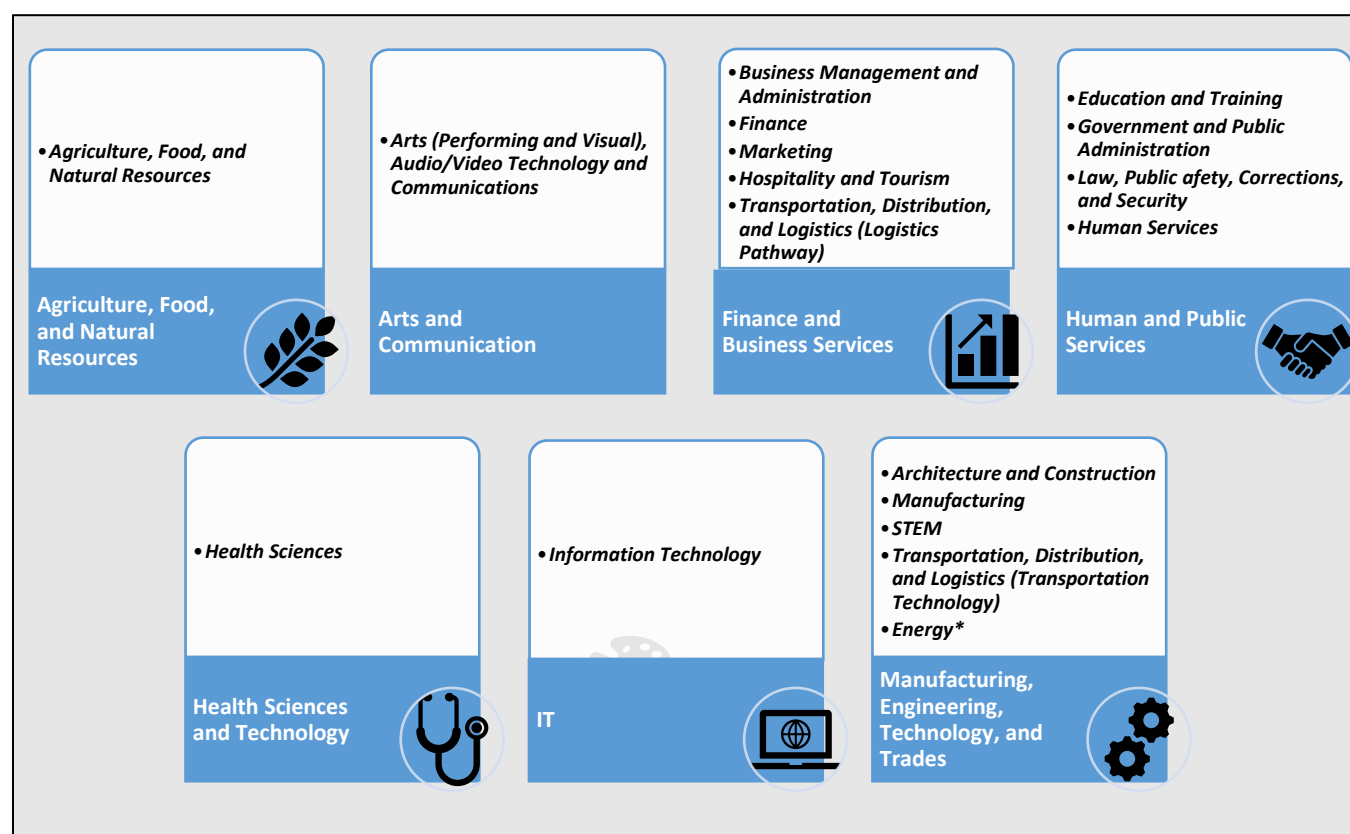 •Agriculture, Food, and
Natural Resources
Agriculture, Food,
and Natural
Resources
•Arts (Performing and Visual),
Audio/Video Technology and
Communications
Arts and
Communication
•Business Management and
Administration
•Finance
•Marketing
•Hospitality and Tourism
•Transportation, Distribution,
and Logistics (Logistics
Pathway)
Finance and
Business Services
•Education and Training
•Government and Public
Administration
•Law, Public afety, Corrections,
and Security
•Human Services
Human and Public
Services
•Health Sciences
Health Sciences
and Technology
•Information Technology
IT
•Architecture and Construction
•Manufacturing
•STEM
•Transportation, Distribution,
and Logistics (Transportation
Technology)
•Energy*
Manufacturing,
Engineering,
Technology, and
Trades